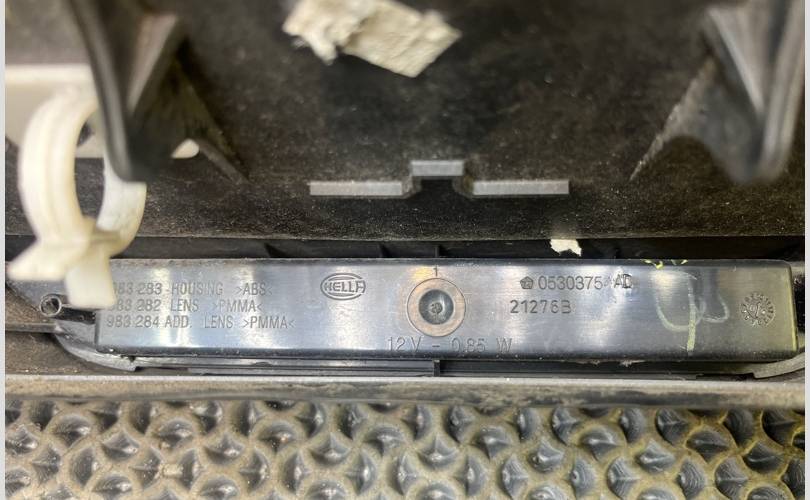 983 283 HOUSING >ABS<
983 282 LENS >PMMA<
983 284 ADD. LENS >PMMA<
HELLA
1
12V - 0.85 W
0530375 AD
21276B